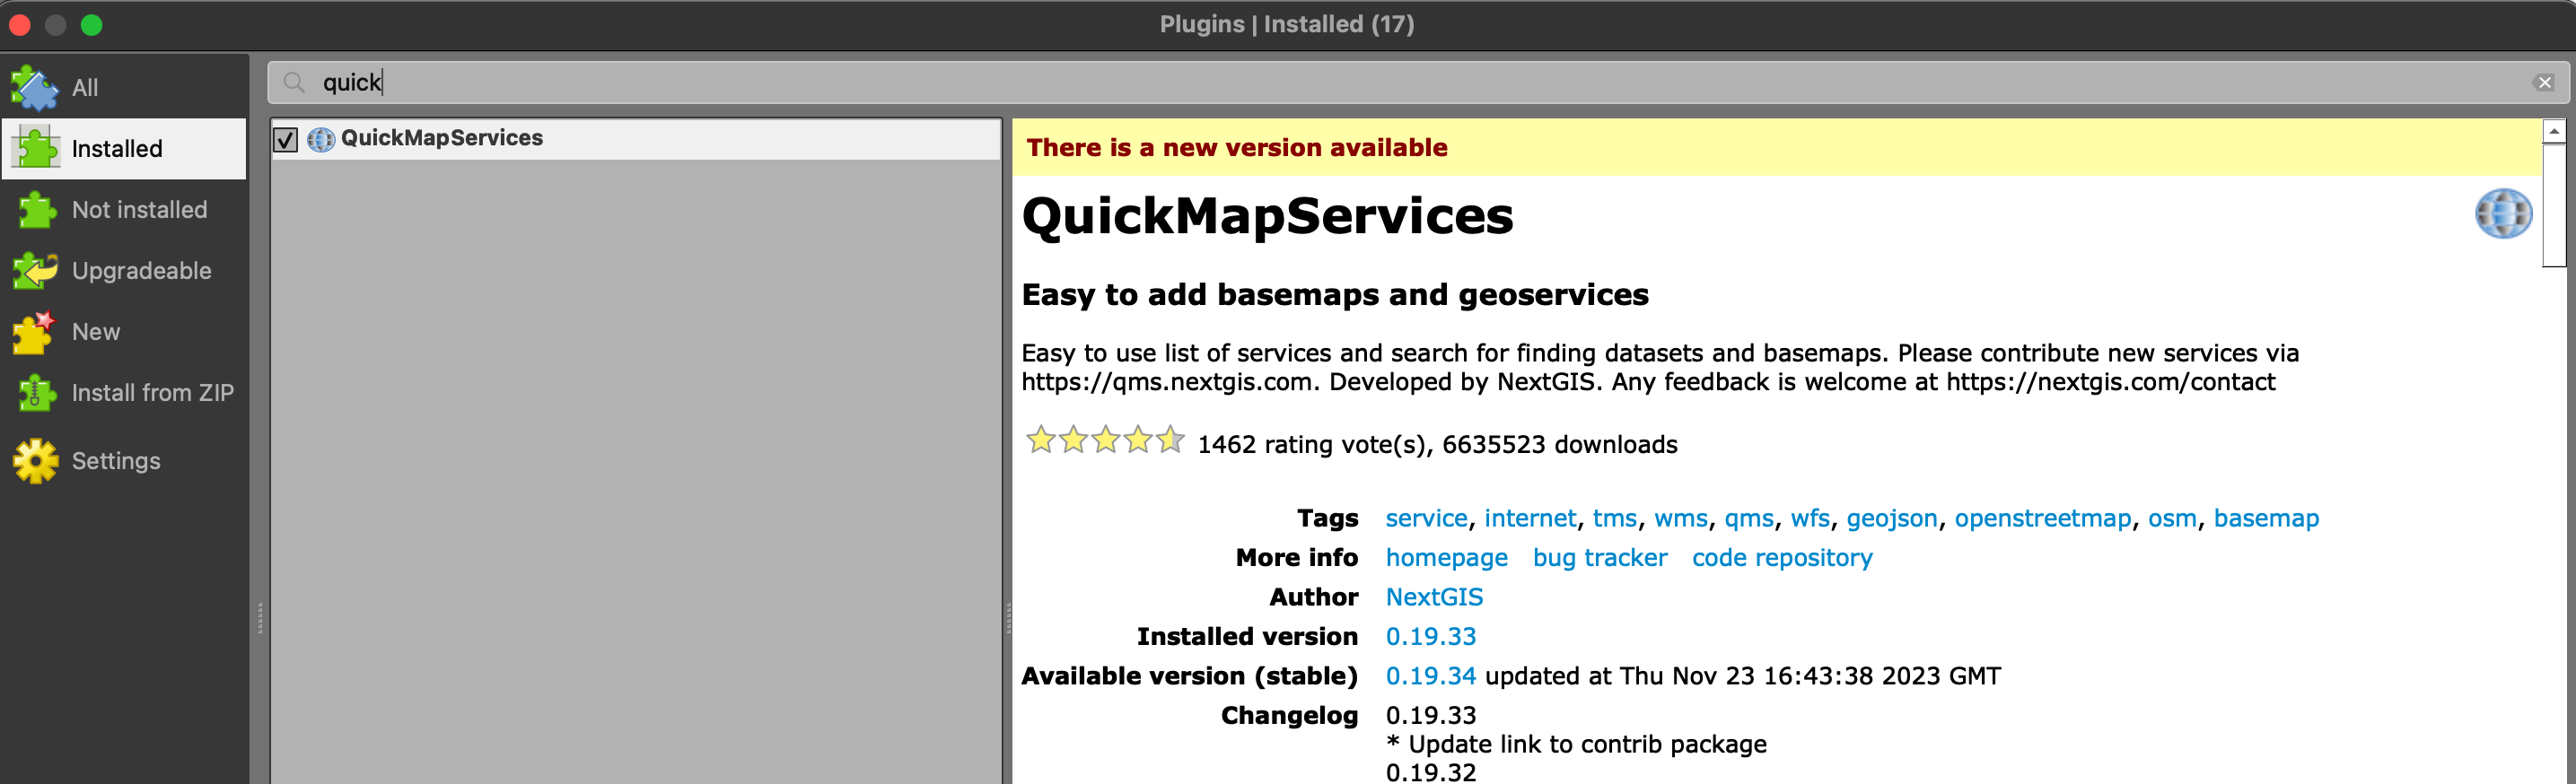 Plugins | Installed (17)
All
Installed
Not installed
Upgradeable
New
Install from ZIP
Settings
quick
QuickMapServices
There is a new version available
QuickMapServices
Easy to add basemaps and geoservices
Easy to use list of services and search for finding datasets and basemaps. Please contribute new services via
https://qms.nextgis.com. Developed by NextGIS. Any feedback is welcome at https://nextgis.com/contact
1462 rating vote(s), 6635523 downloads
Tags service, internet, tms, wms, qms, wfs, geojson, openstreetmap, osm, basemap
More info homepage bug tracker code repository
Author NextGIS
Installed version 0.19.33
Available version (stable) 0.19.34 updated at Thu Nov 23 16:43:38 2023 GMT
Changelog 0.19.33
* Update link to contrib package
0.19.32